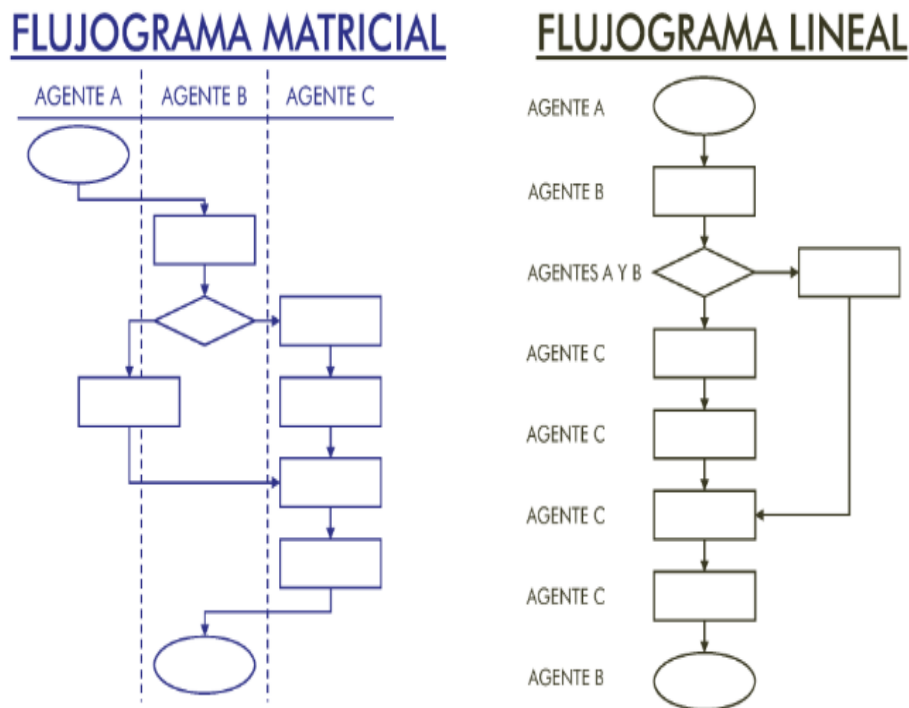 FLUJOGRAMA MATRICIAL
AGENTE A AGENTE B AGENTE C
FLUJOGRAMA LINEAL
AGENTE A
AGENTE B
AGENTES A Y B
AGENTE C
AGENTE C
AGENTE C
AGENTE C
AGENTE B